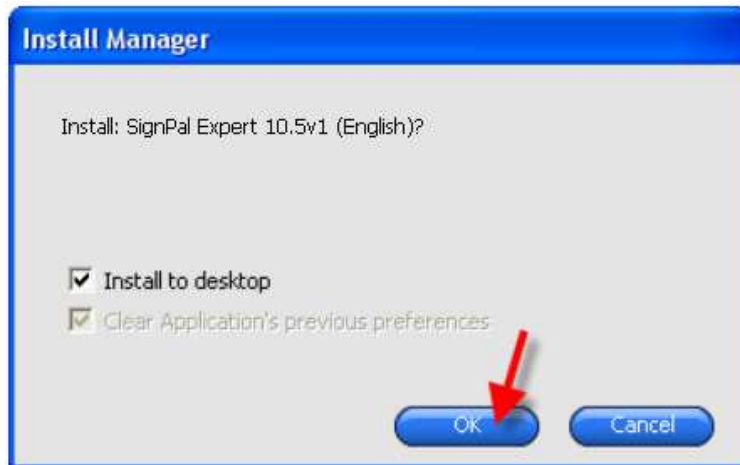 Install Manager
Install: SignPal Expert 10.5v1 (English)?
Install to desktop
Clear Application's previous preferences
OK
Cancel